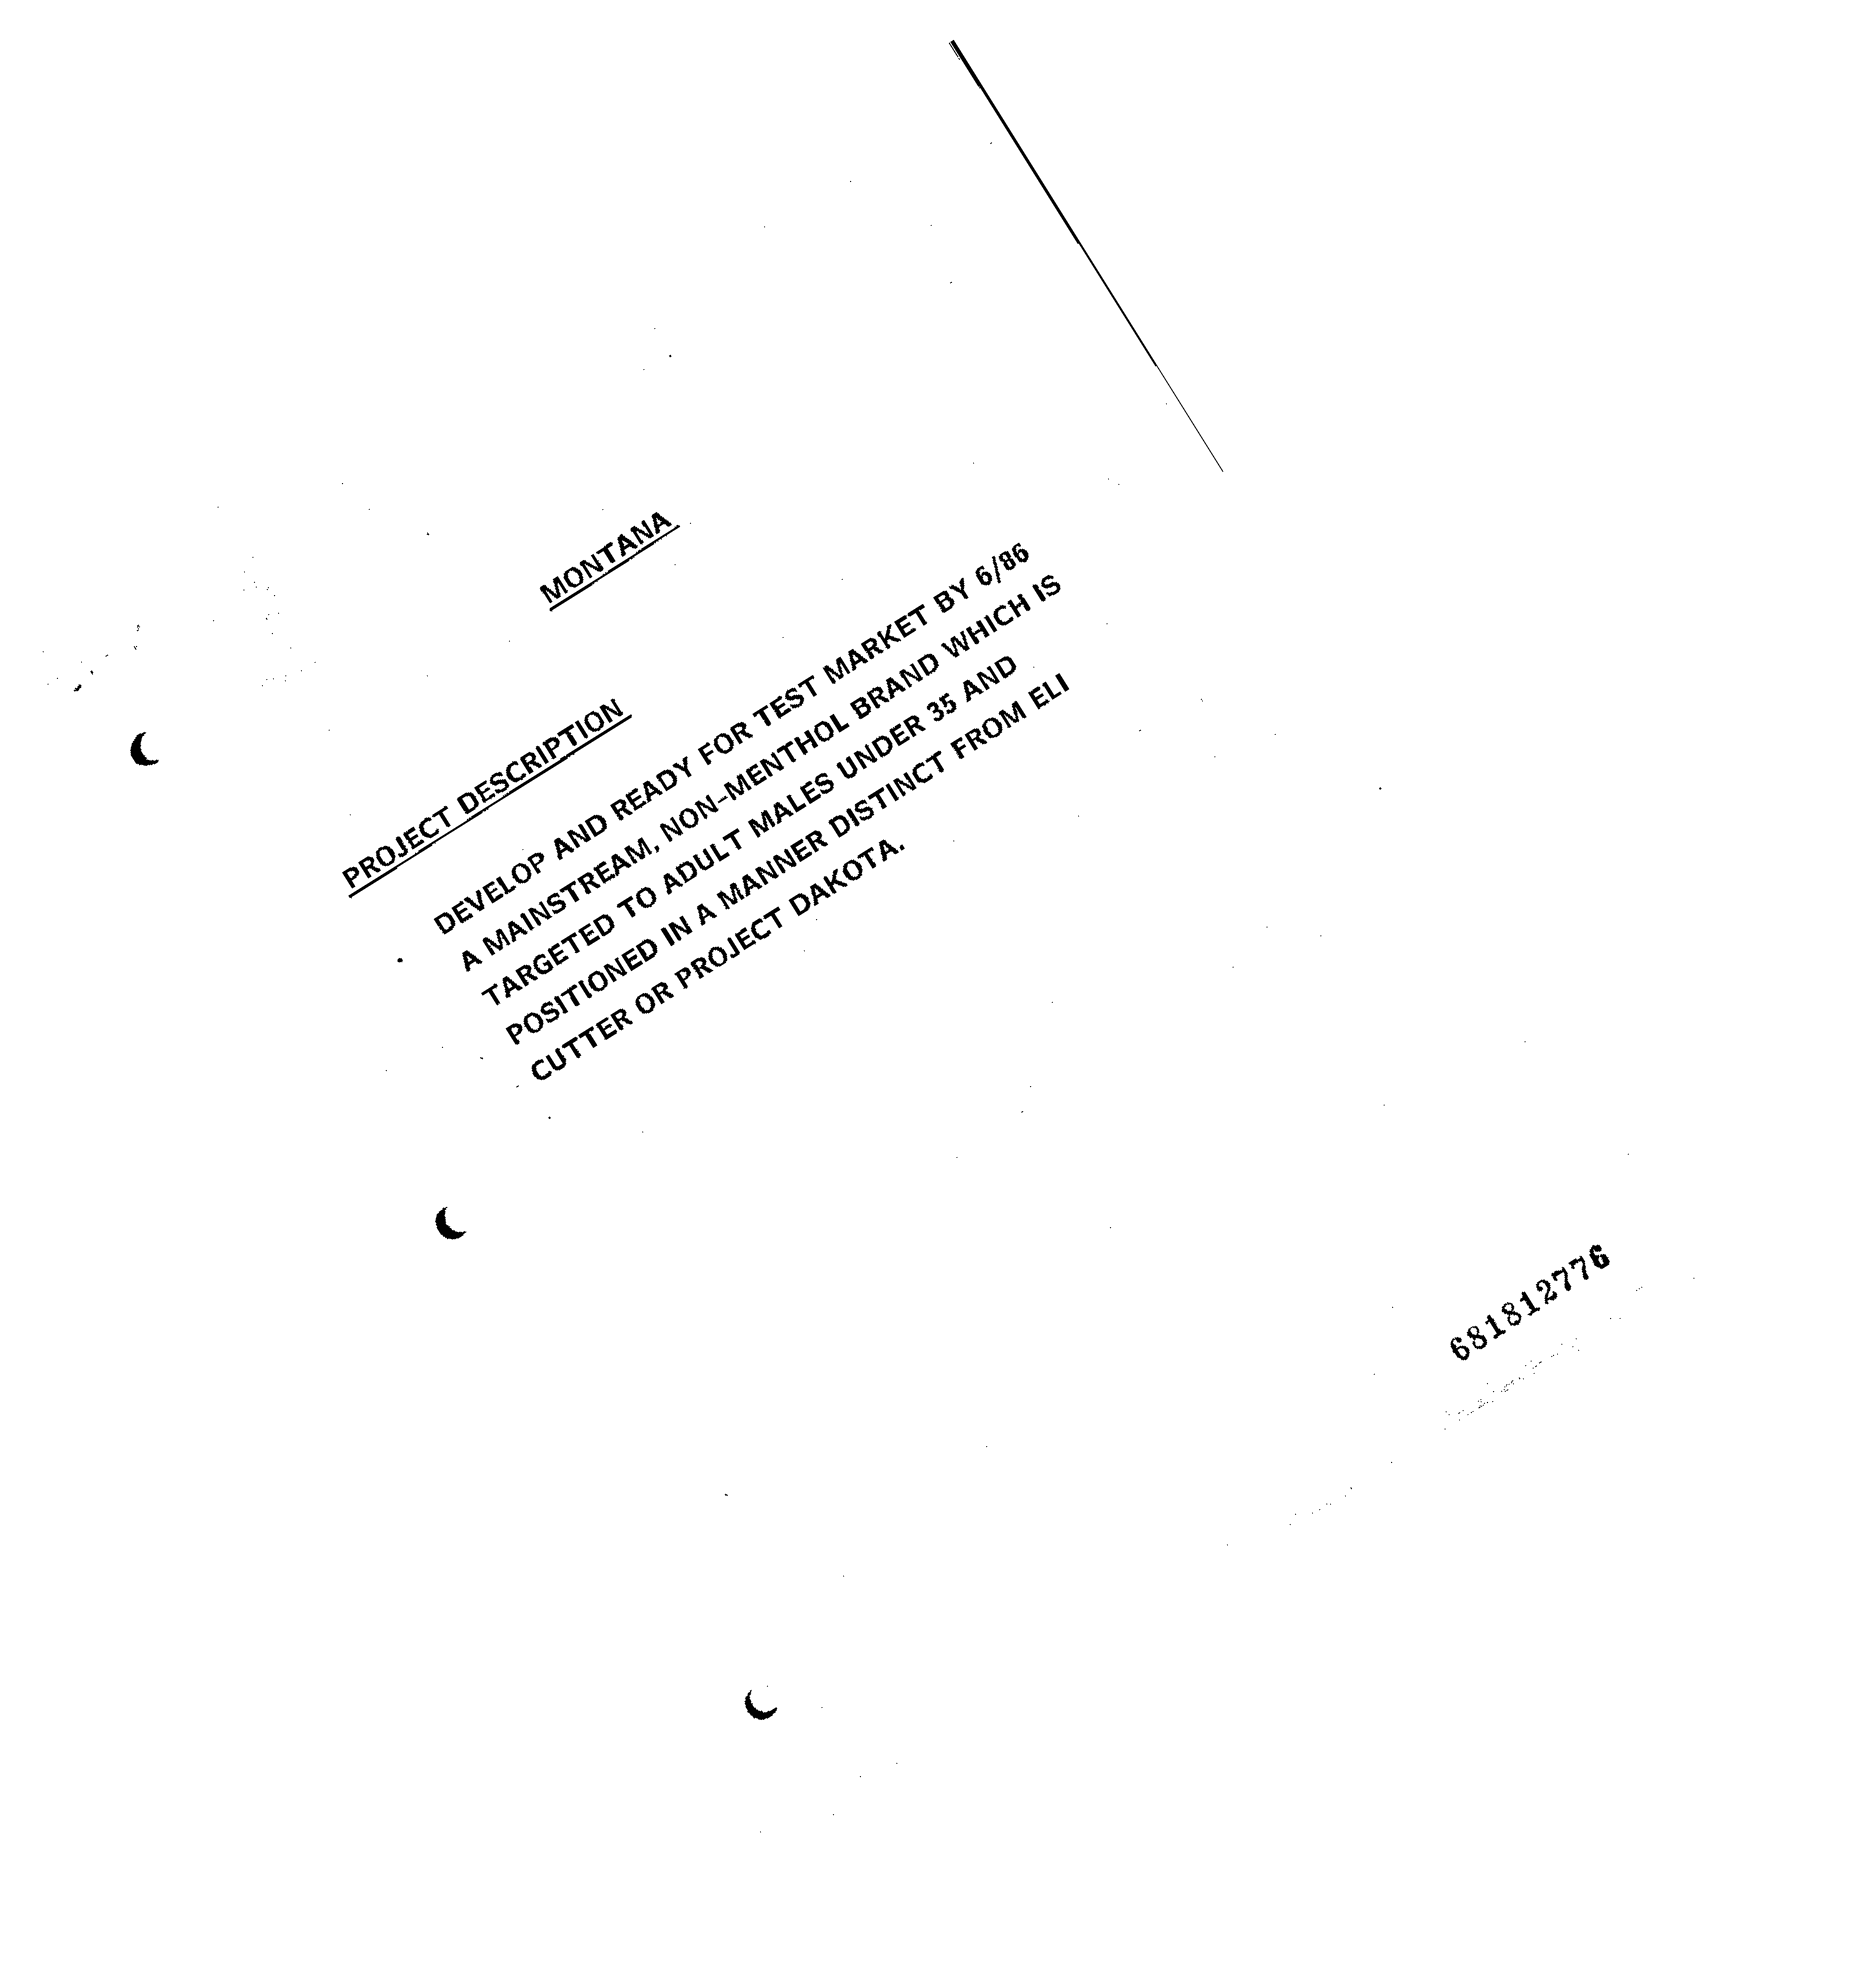 MONTANA
PROJECT DESCRIPTION
DEVELOP AND READY FOR TEST MARKET BY 6/86
A MAINSTREAM, NON-MENTHOL BRAND WHICH IS
TARGETED TO ADULT MALES UNDER 35 AND
POSITIONED IN A MANNER DISTINCT FROM ELI
CUTTER OR PROJECT DAKOTA.
681812776